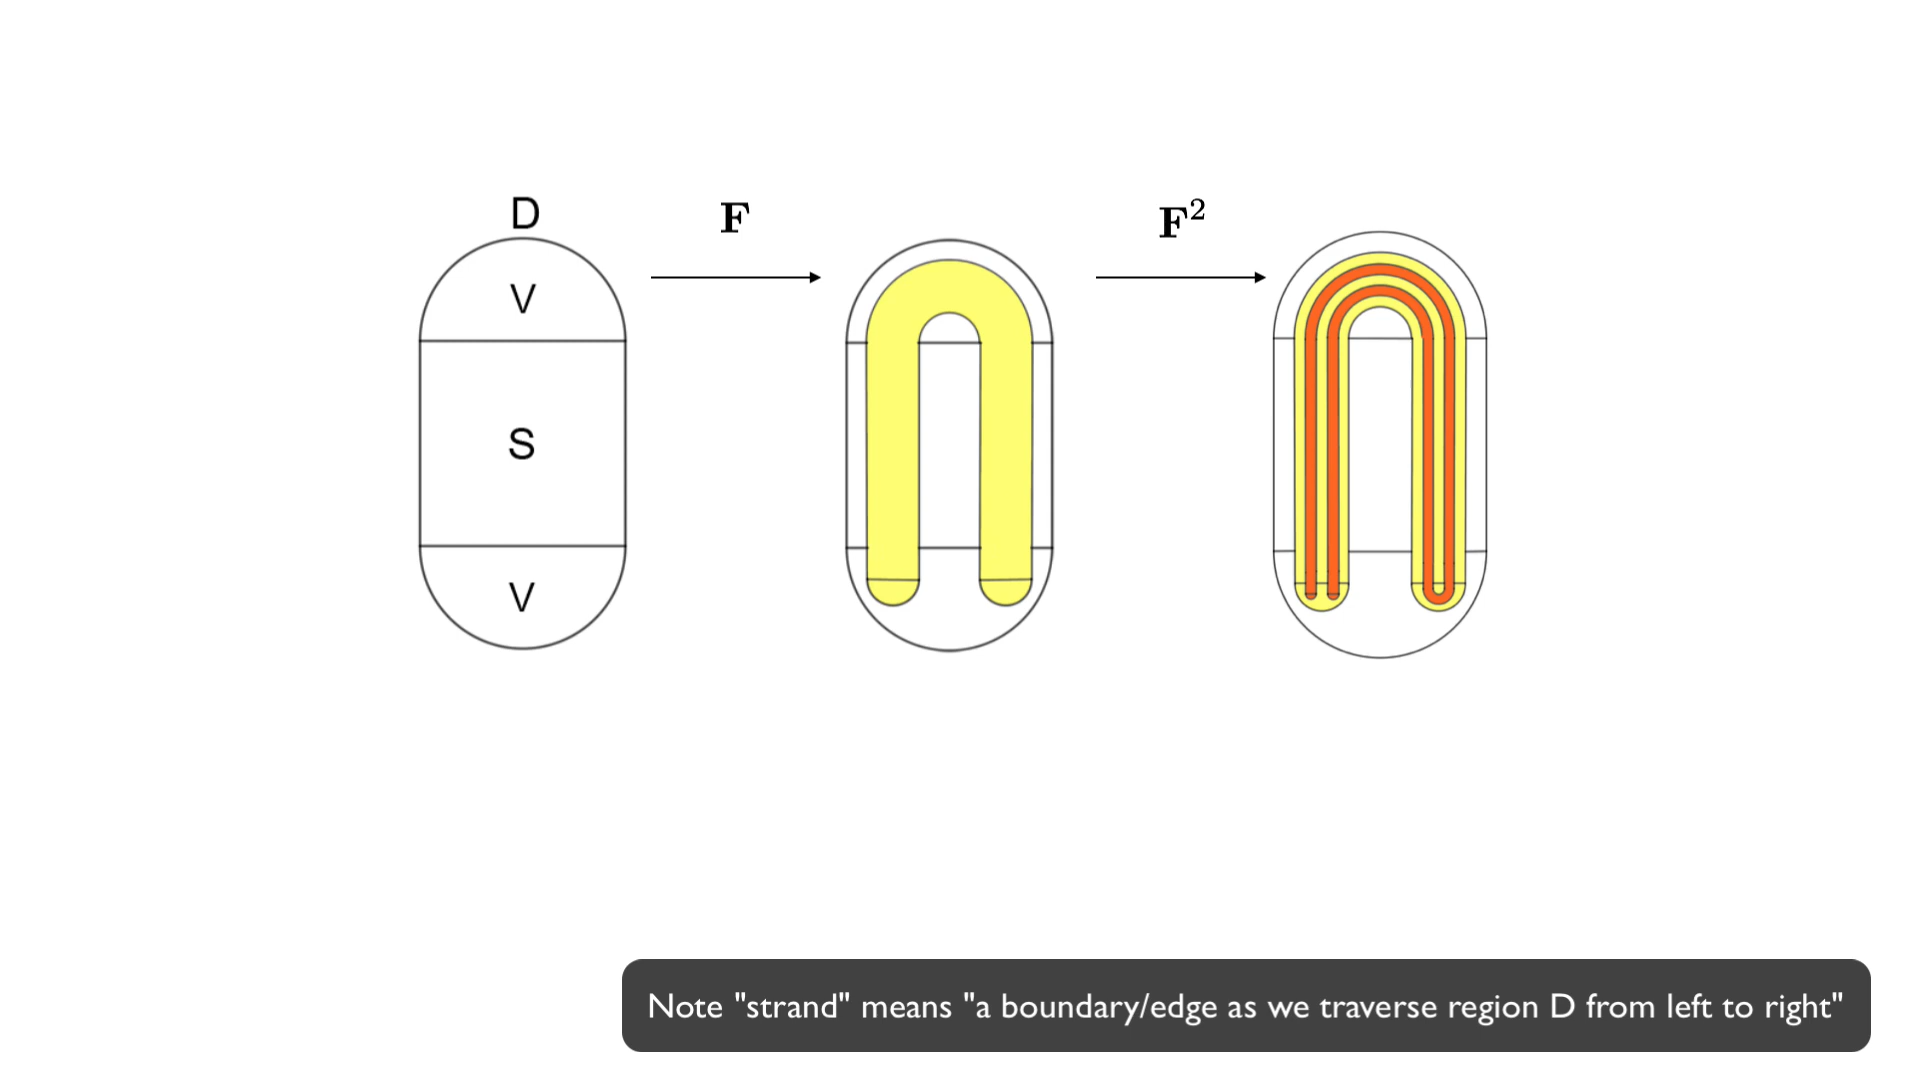 D
V
S
V
F
F²
Note "strand" means "a boundary/edge as we traverse region D from left to right"